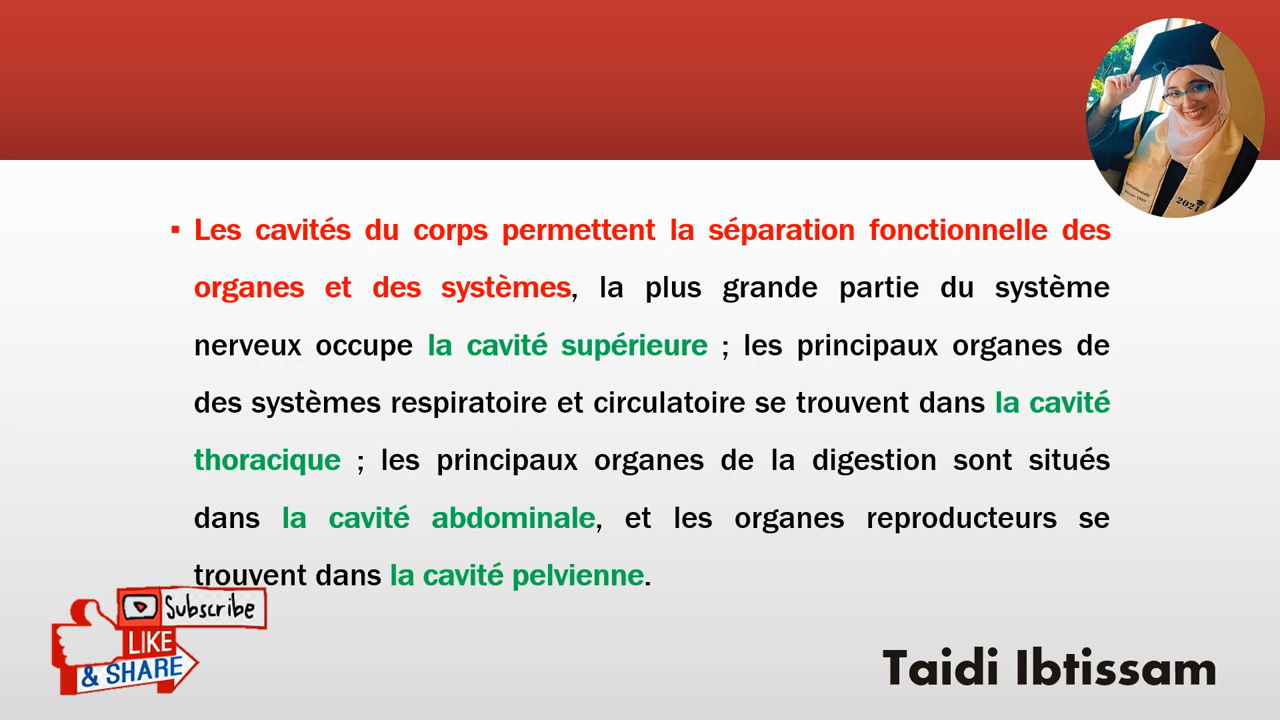 ▪ Les cavités du corps permettent la séparation fonctionnelle des
organes et des systèmes, la plus grande partie du système
nerveux occupe la cavité supérieure ; les principaux organes de
des systèmes respiratoire et circulatoire se trouvent dans la cavité
thoracique ; les principaux organes de la digestion sont situés
dans la cavité abdominale, et les organes reproducteurs se
trouvent dans la cavité pelvienne.
Subscribe
LIKE
& SHARE
Taidi Ibtissam
2021